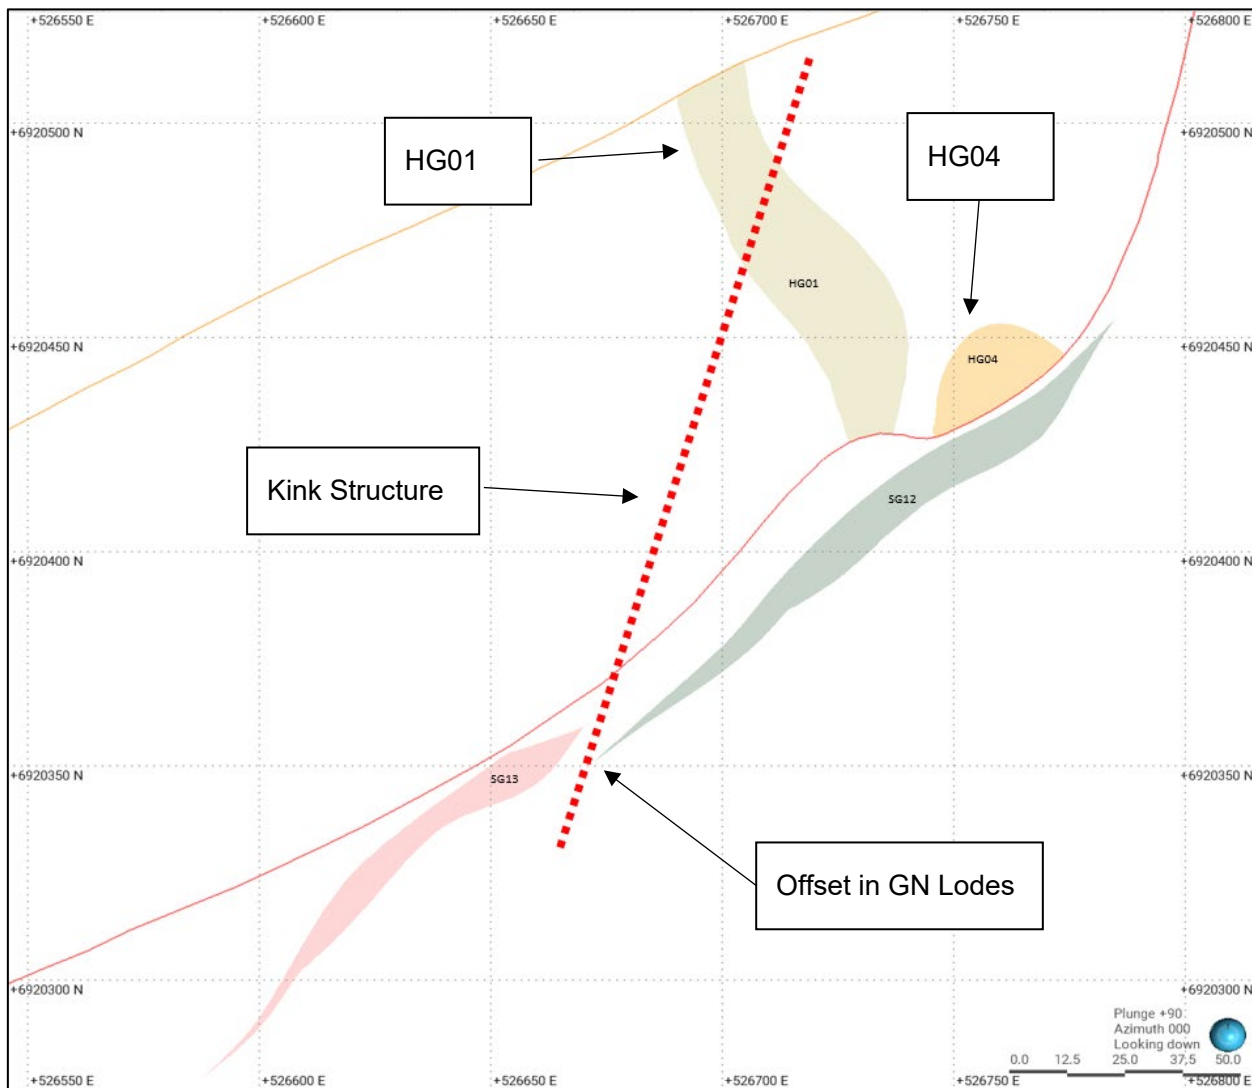 +526550 E +526600 E +526650 E +526700 E +526750 E +526800 E
+6920500 N +6920500 N
HG01
HG04
HG01
+6920450 N +6920450 N
HG04
Kink Structure
SG12
+6920400 N +6920400 N
+6920350 N +6920350 N
SG13
Offset in GN Lodes
+6920300 N +6920300 N
Plunge +90
Azimuth 000
Looking down
0.0 12.5 25.0 37.5 50.0
+526550 E +526600 E +526650 E +526700 E +526750 E +526800 E